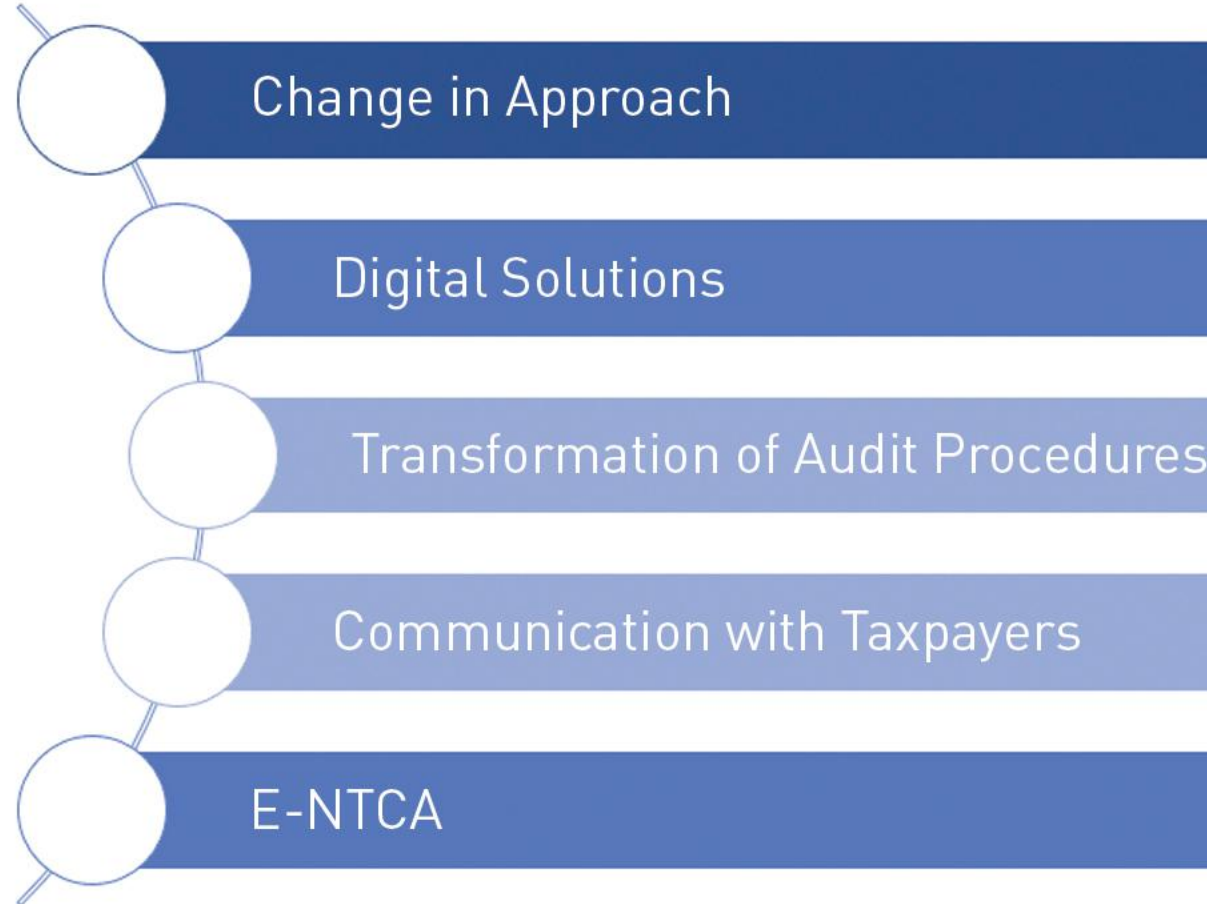 Change in Approach
Digital Solutions
Transformation of Audit Procedures
Communication with Taxpayers
E-NTCA